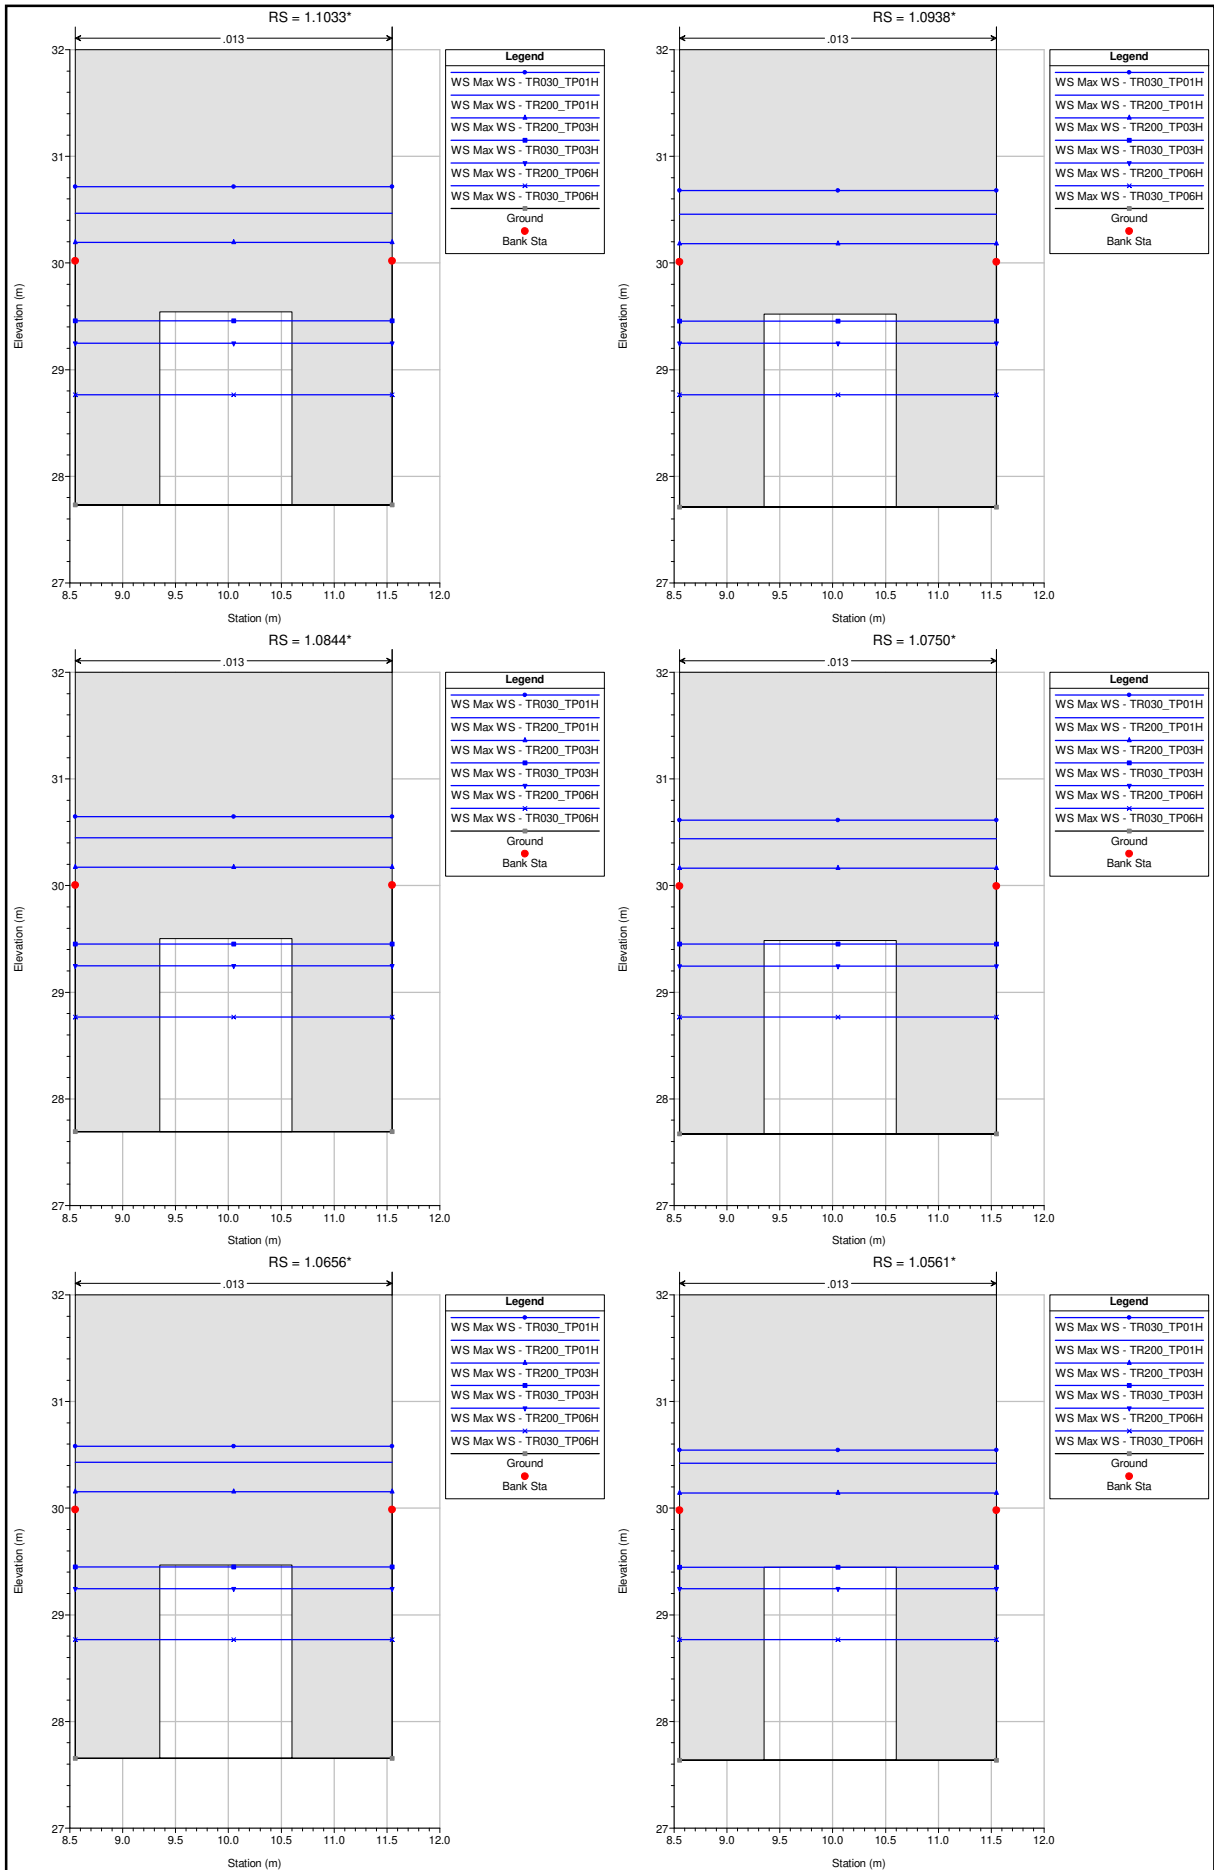 RS = 1.1033*
.013
32
31
30
29
28
27
Elevation (m)
8.5 9.0 9.5 10.0 10.5 11.0 11.5 12.0
Station (m)
Legend
WS Max WS - TR030_TP01H
WS Max WS - TR200_TP01H
WS Max WS - TR200_TP03H
WS Max WS - TR030_TP03H
WS Max WS - TR200_TP06H
WS Max WS - TR030_TP06H
Ground
Bank Sta
RS = 1.0938*
.013
32
31
30
29
28
27
Elevation (m)
8.5 9.0 9.5 10.0 10.5 11.0 11.5 12.0
Station (m)
Legend
WS Max WS - TR030_TP01H
WS Max WS - TR200_TP01H
WS Max WS - TR200_TP03H
WS Max WS - TR030_TP03H
WS Max WS - TR200_TP06H
WS Max WS - TR030_TP06H
Ground
Bank Sta
RS = 1.0844*
.013
32
31
30
29
28
27
Elevation (m)
8.5 9.0 9.5 10.0 10.5 11.0 11.5 12.0
Station (m)
Legend
WS Max WS - TR030_TP01H
WS Max WS - TR200_TP01H
WS Max WS - TR200_TP03H
WS Max WS - TR030_TP03H
WS Max WS - TR200_TP06H
WS Max WS - TR030_TP06H
Ground
Bank Sta
RS = 1.0750*
.013
32
31
30
29
28
27
Elevation (m)
8.5 9.0 9.5 10.0 10.5 11.0 11.5 12.0
Station (m)
Legend
WS Max WS - TR030_TP01H
WS Max WS - TR200_TP01H
WS Max WS - TR200_TP03H
WS Max WS - TR030_TP03H
WS Max WS - TR200_TP06H
WS Max WS - TR030_TP06H
Ground
Bank Sta
RS = 1.0656*
.013
32
31
30
29
28
27
Elevation (m)
8.5 9.0 9.5 10.0 10.5 11.0 11.5 12.0
Station (m)
Legend
WS Max WS - TR030_TP01H
WS Max WS - TR200_TP01H
WS Max WS - TR200_TP03H
WS Max WS - TR030_TP03H
WS Max WS - TR200_TP06H
WS Max WS - TR030_TP06H
Ground
Bank Sta
RS = 1.0561*
.013
32
31
30
29
28
27
Elevation (m)
8.5 9.0 9.5 10.0 10.5 11.0 11.5 12.0
Station (m)
Legend
WS Max WS - TR030_TP01H
WS Max WS - TR200_TP01H
WS Max WS - TR200_TP03H
WS Max WS - TR030_TP03H
WS Max WS - TR200_TP06H
WS Max WS - TR030_TP06H
Ground
Bank Sta